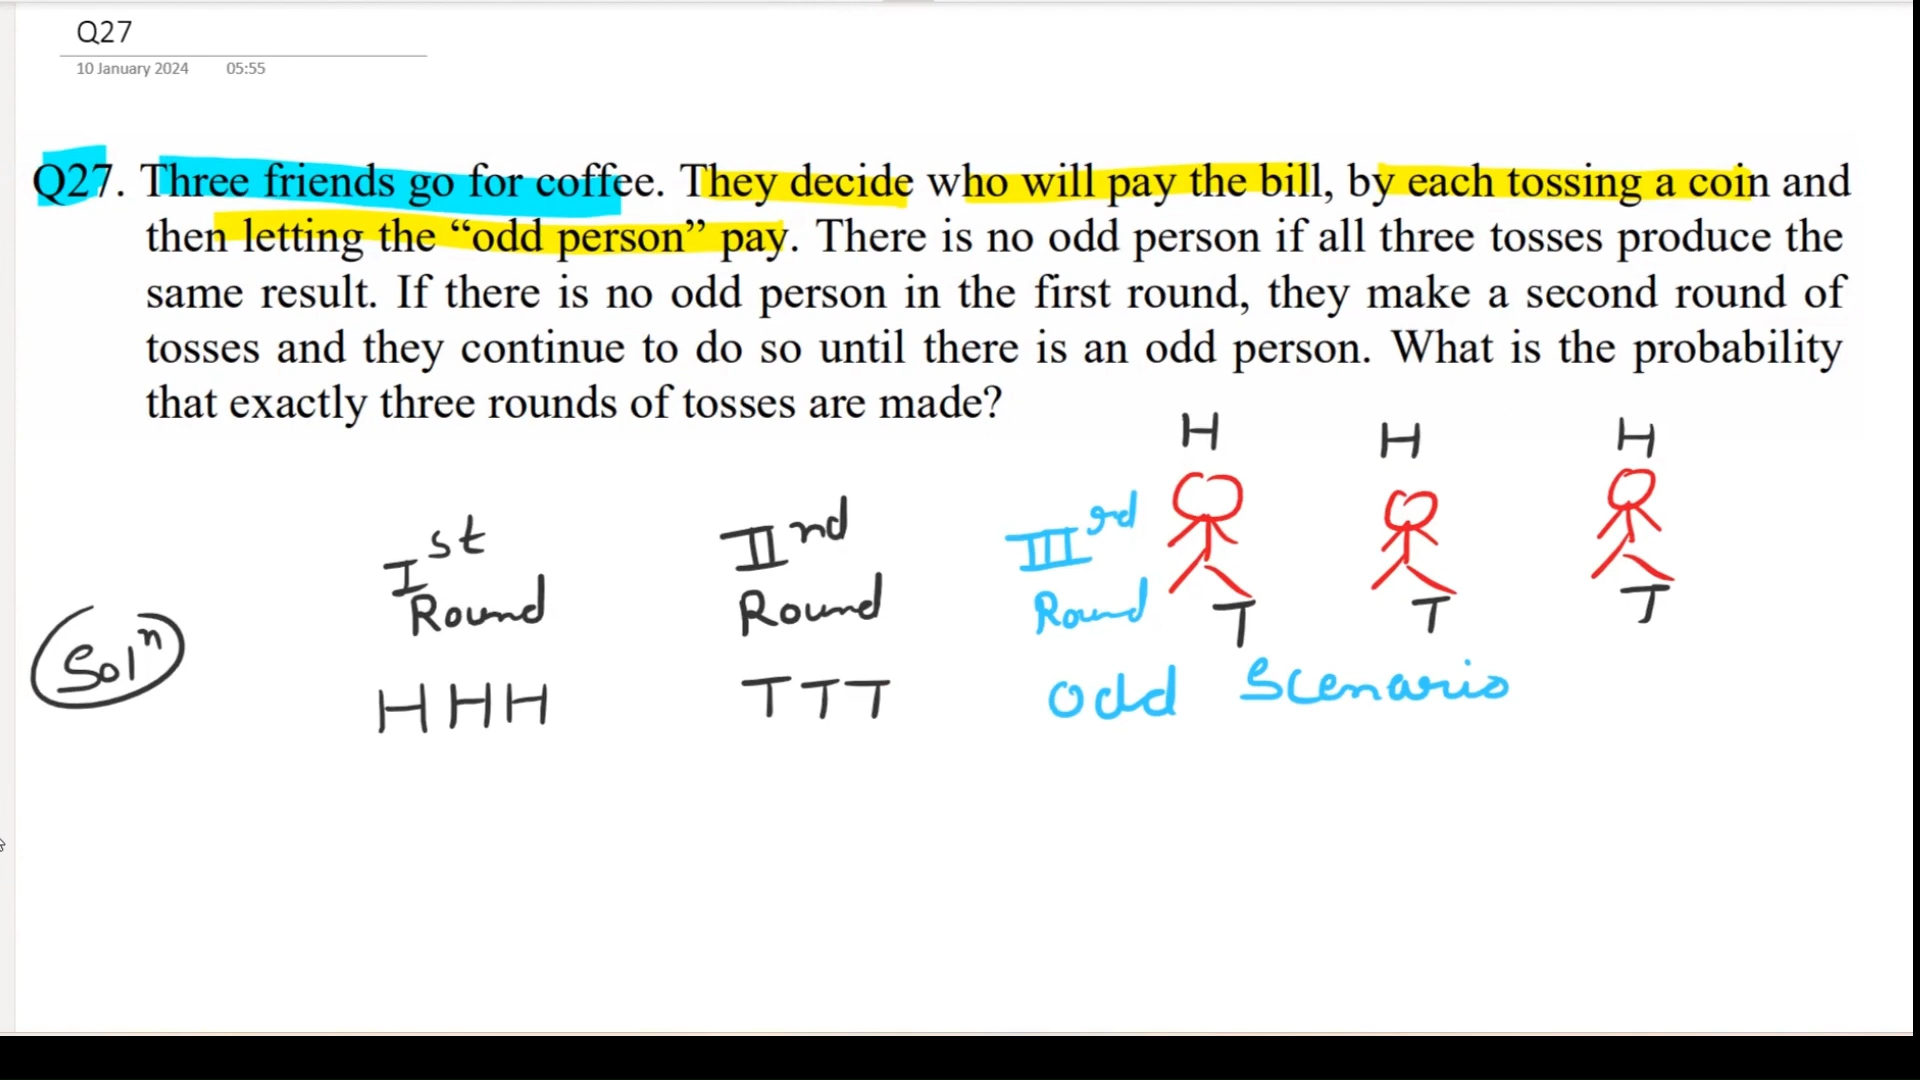 Q27
10 January 2024 05:55
Q27. Three friends go for coffee. They decide who will pay the bill, by each tossing a coin and
then letting the “odd person” pay. There is no odd person if all three tosses produce the
same result. If there is no odd person in the first round, they make a second round of
tosses and they continue to do so until there is an odd person. What is the probability
that exactly three rounds of tosses are made?
H H H
Ist IInd IIIrd
Round Round Round
T T T
Solⁿ
HHH TTT Odd Scenario